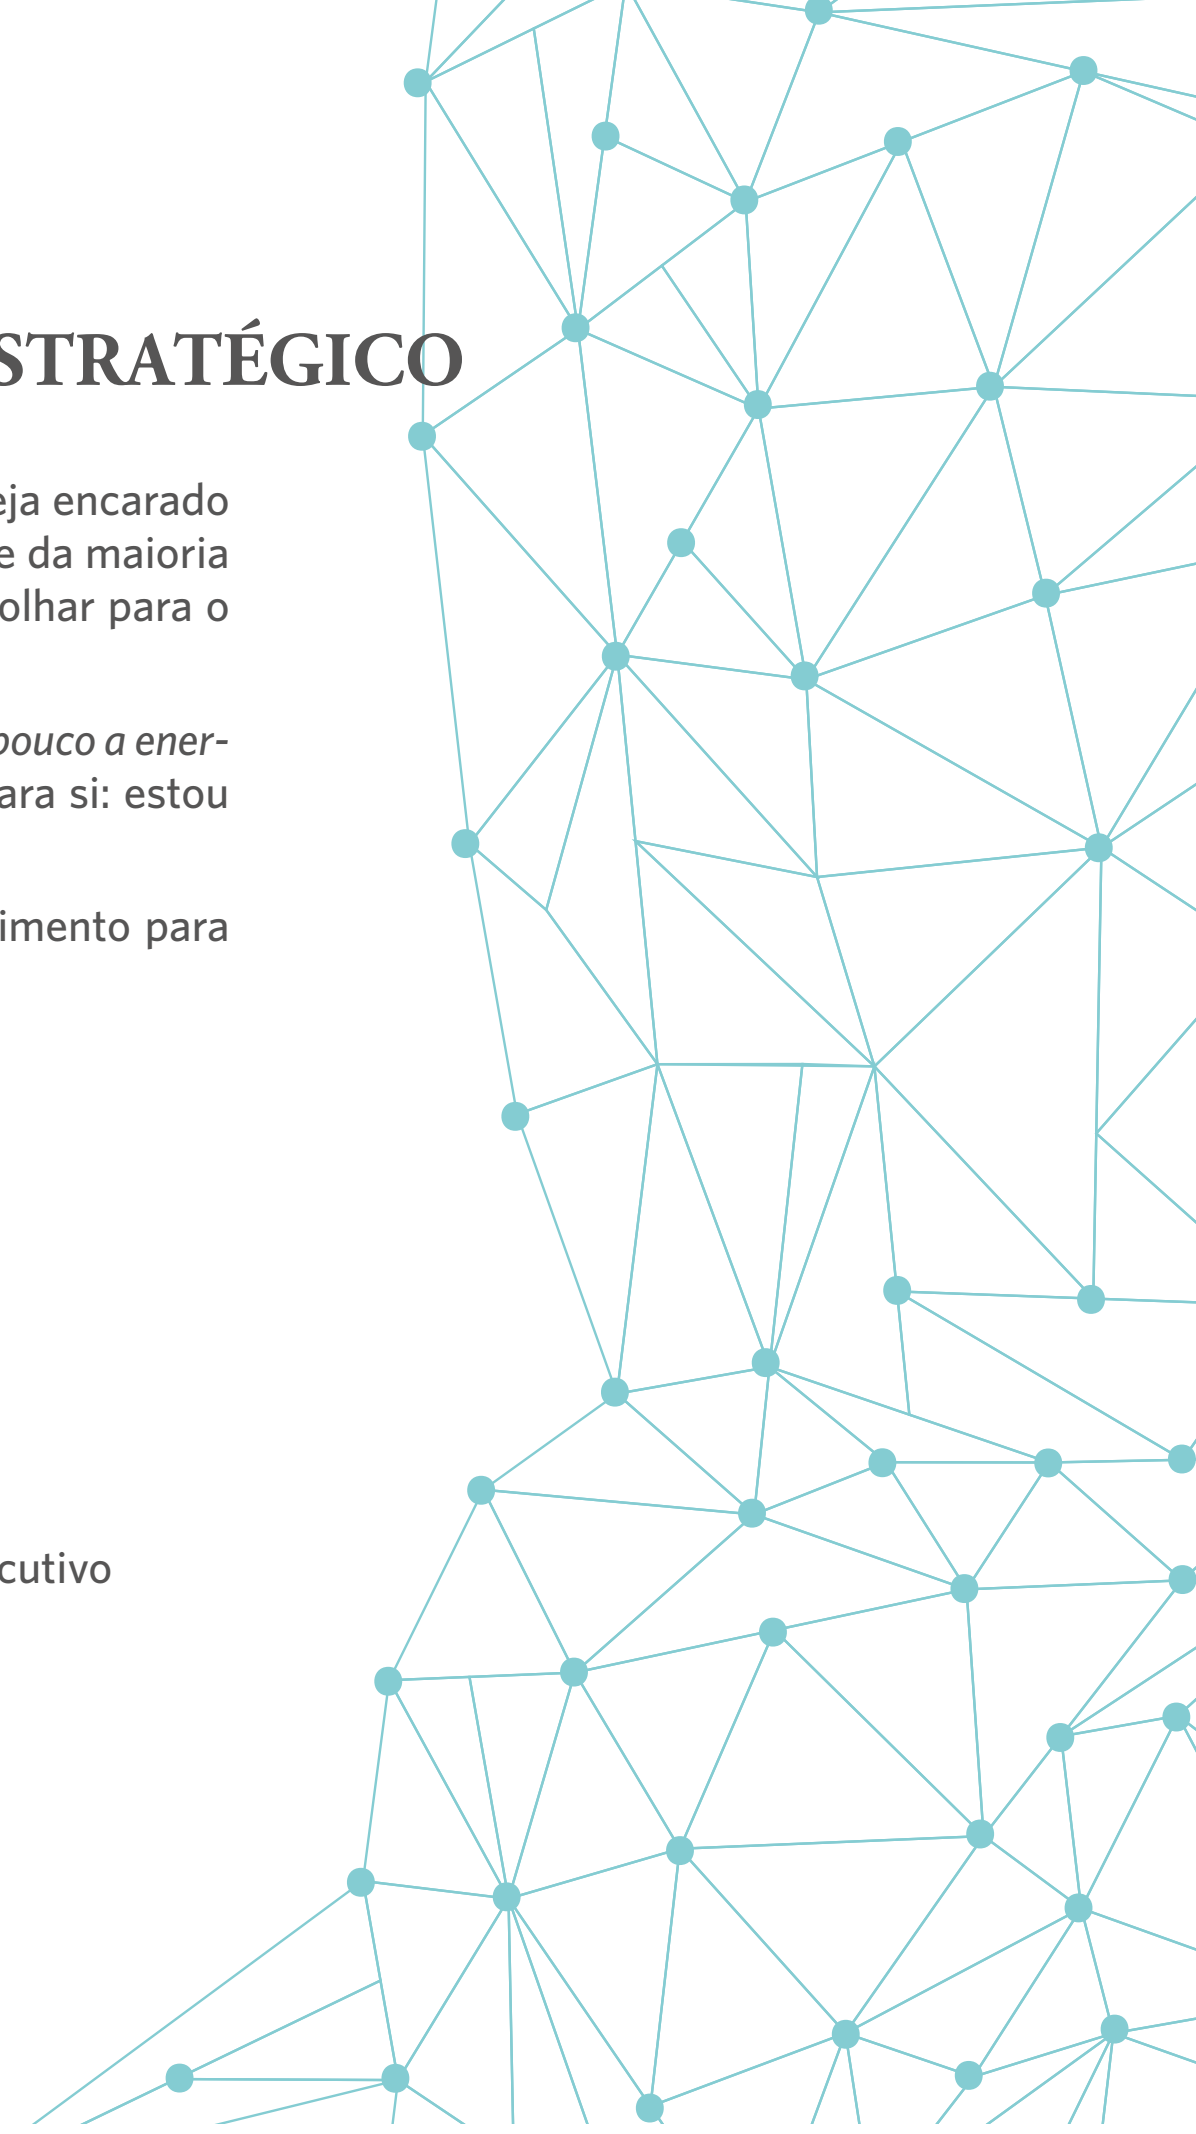 STRATÉGICO
eja encarado
e da maioria
olhar para o
pouco a ener-
ara si: estou
imento para
cutivo